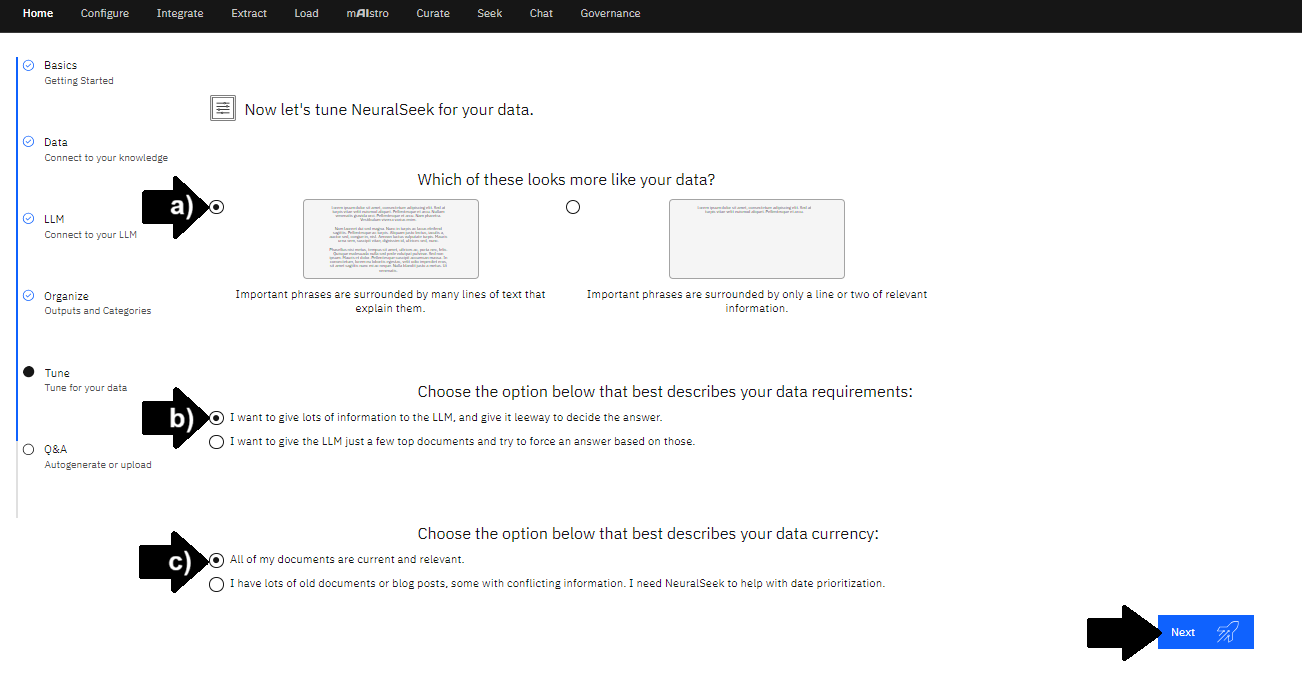 Home Configure Integrate Extract Load mAIstro Curate Seek Chat Governance
Basics
Getting Started
Data
Connect to your knowledge
LLM
Connect to your LLM
Organize
Outputs and Categories
Tune
Tune for your data
Q&A
Autogenerate or upload
Now let's tune NeuralSeek for your data.
Which of these looks more like your data?
a)
Important phrases are surrounded by many lines of text that
explain them.
Important phrases are surrounded by only a line or two of relevant
information.
Choose the option below that best describes your data requirements:
b)
I want to give lots of information to the LLM, and give it leeway to decide the answer.
I want to give the LLM just a few top documents and try to force an answer based on those.
Choose the option below that best describes your data currency:
c)
All of my documents are current and relevant.
I have lots of old documents or blog posts, some with conflicting information. I need NeuralSeek to help with date prioritization.
Next